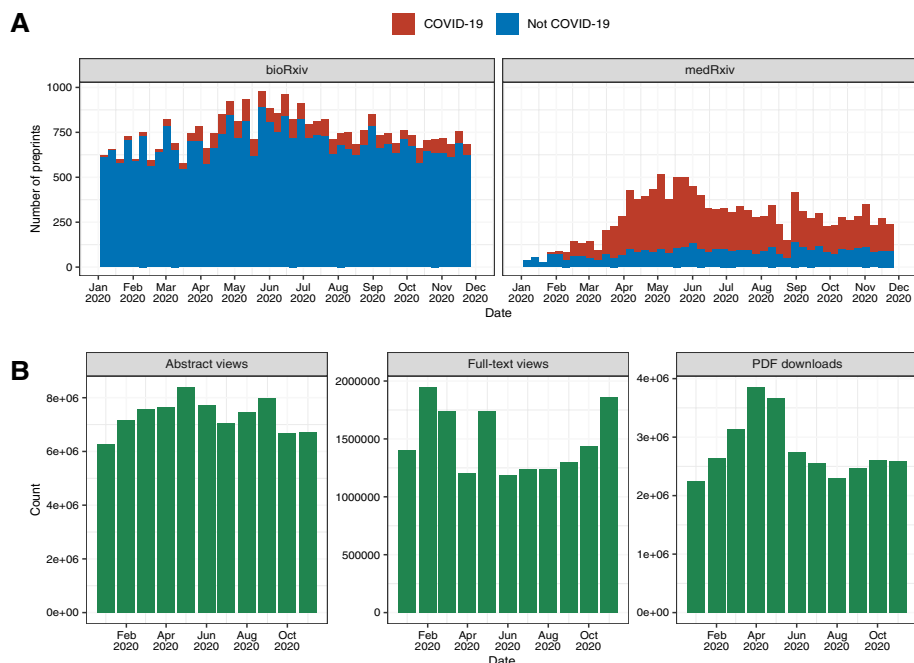 A
COVID-19 Not COVID-19
bioRxiv medRxiv
Number of preprints
1000
750
500
250
0
Jan 2020 Feb 2020 Mar 2020 Apr 2020 May 2020 Jun 2020 Jul 2020 Aug 2020 Sep 2020 Oct 2020 Nov 2020 Dec 2020
Jan 2020 Feb 2020 Mar 2020 Apr 2020 May 2020 Jun 2020 Jul 2020 Aug 2020 Sep 2020 Oct 2020 Nov 2020 Dec 2020
Date
B
Abstract views Full-text views PDF downloads
Count
8e+06
6e+06
4e+06
2e+06
0e+00
Feb 2020 Apr 2020 Jun 2020 Aug 2020 Oct 2020
2000000
1500000
1000000
500000
0
Feb 2020 Apr 2020 Jun 2020 Aug 2020 Oct 2020
4e+06
3e+06
2e+06
1e+06
0e+00
Feb 2020 Apr 2020 Jun 2020 Aug 2020 Oct 2020
Date